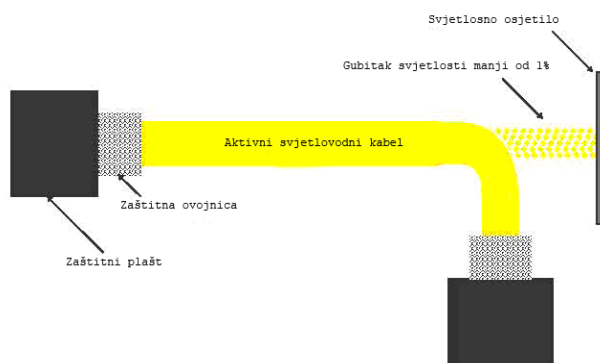 Svjetlosno osjetilo
Gubitak svjetlosti manji od 1%
Aktivni svjetlovodni kabel
Zaštitna ovojnica
Zaštitni plašt